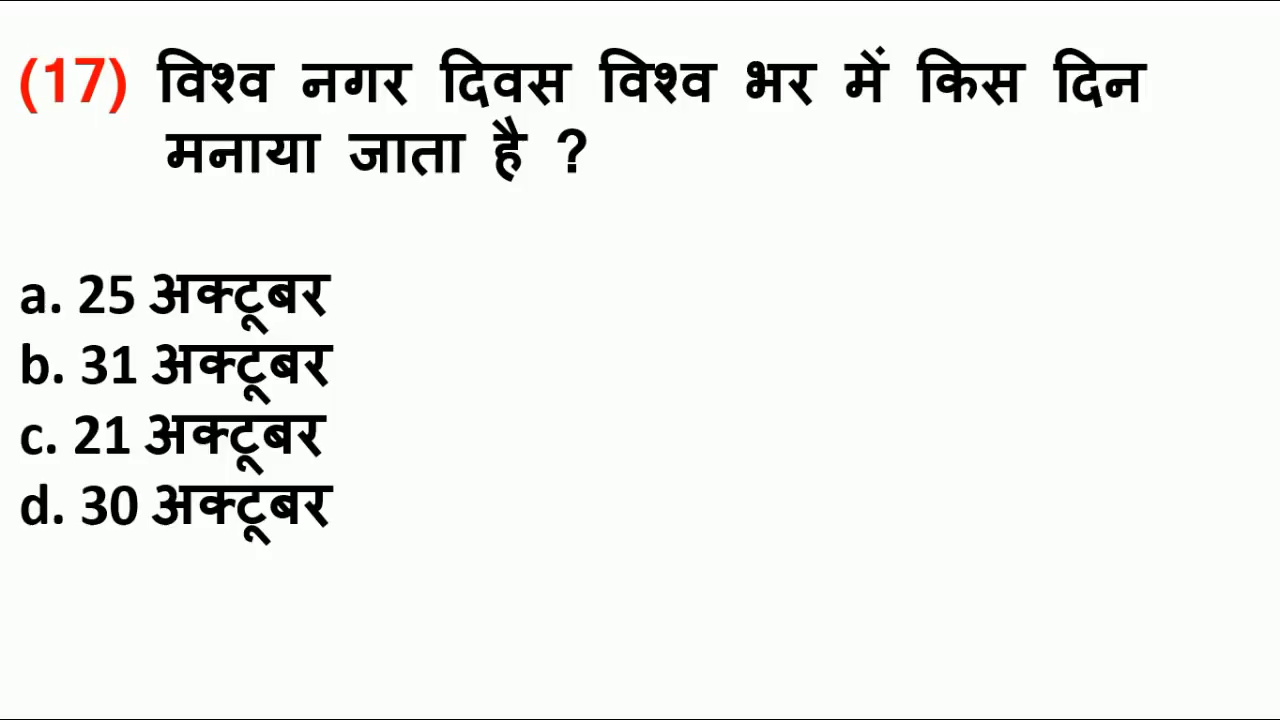 (17) विश्व नगर दिवस विश्व भर में किस दिन
मनाया जाता है ?
a. 25 अक्टूबर
b. 31 अक्टूबर
c. 21 अक्टूबर
d. 30 अक्टूबर